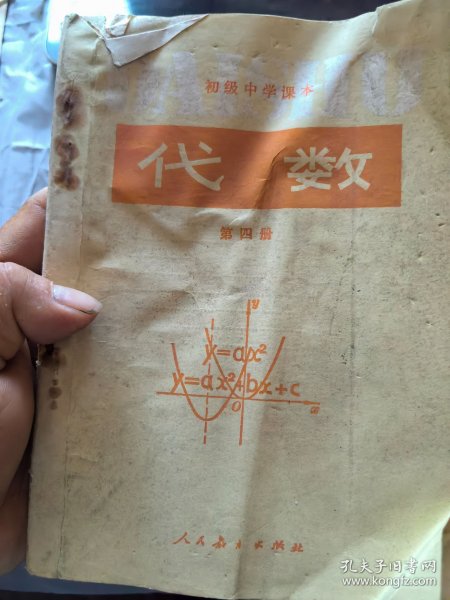 初级中学课本
代数
第四册
y
y=ax²
y=ax²+bx+c
O
x
人民教育出版社
孔夫子旧书网
www.kongfz.com